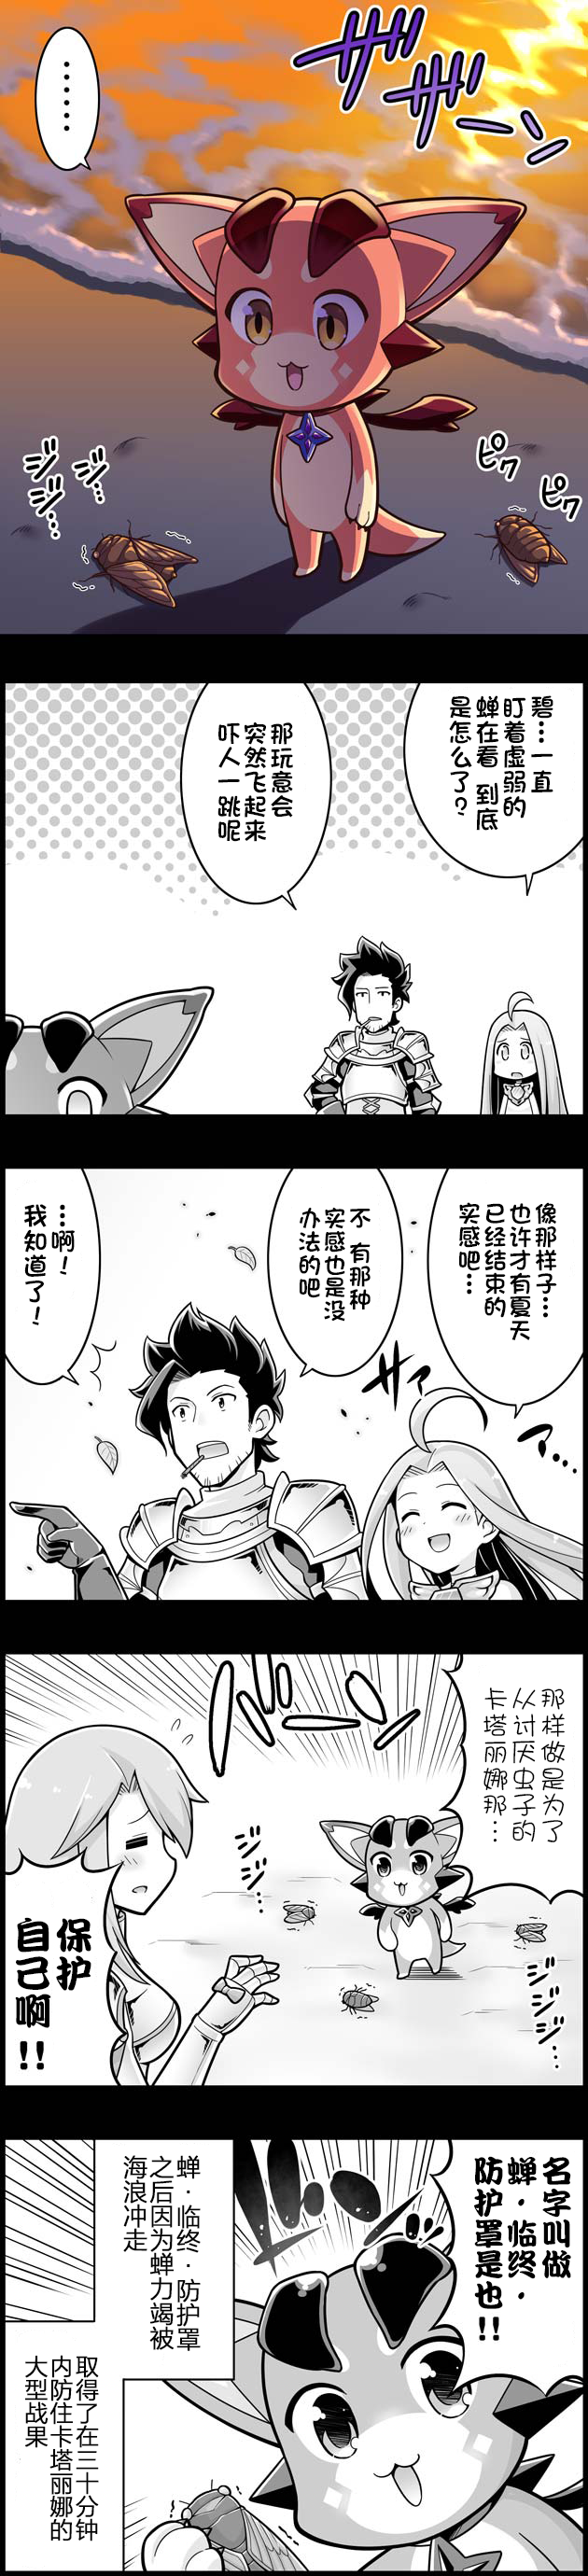 ………
ザザザーン
ジジジ…
ジ…
ピク
ピク
碧…一直
盯着虚弱的
蝉在看 到底
是怎么了？
那玩意会
突然飞起来
吓人一跳呢
像那样子…
也许才有夏天
已经结束的
实感吧…
不 有那种
实感也是没
办法的吧
…啊！
我知道了！
サァ
ァ…
那样做是为了
从讨厌虫子的
卡塔丽娜那…
ジジジ…
ジジジ…
保护
自己啊
!!
名字叫做
蝉·临终·
防护罩
是也!!
蝉·临终·防护罩
之后因为蝉力竭被
海浪冲走
取得了在三十分钟
内防住卡塔丽娜的
大型战果